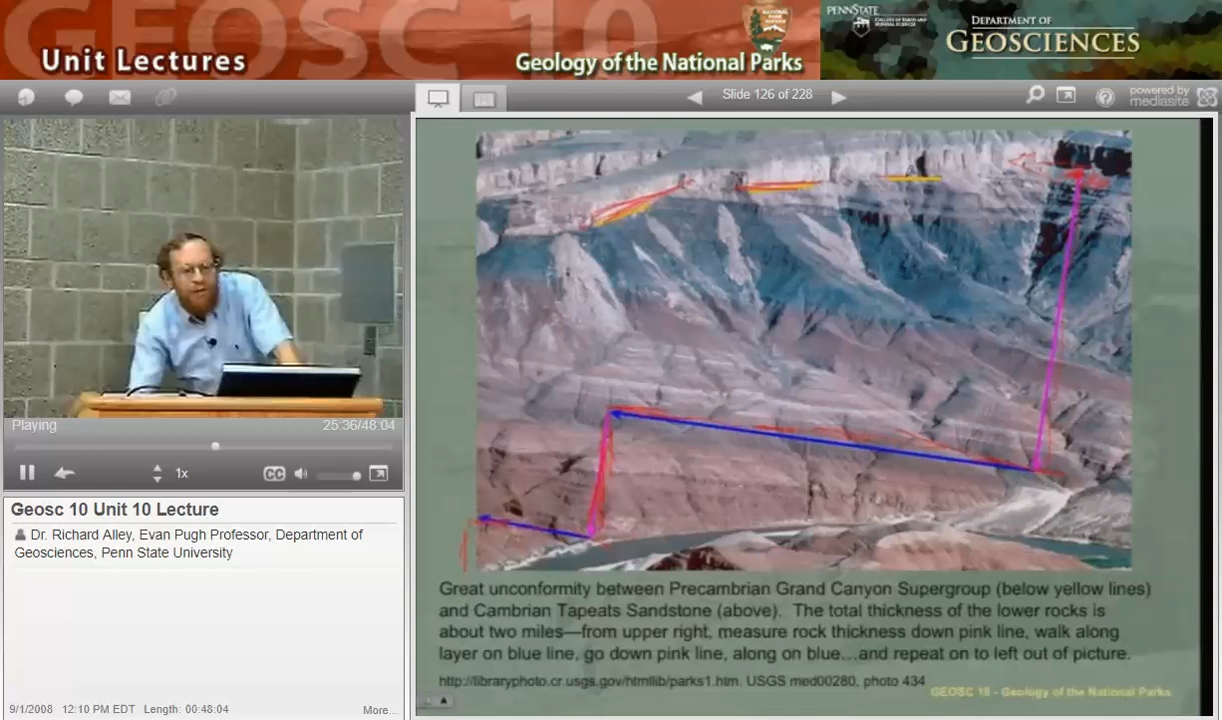 GEOSC 10
Unit Lectures
Geology of the National Parks
PENNSTATE
DEPARTMENT OF
GEOSCIENCES
Slide 126 of 228
powered by
mediasite
Playing
25:36/48:04
1x
CC
Geosc 10 Unit 10 Lecture
Dr. Richard Alley, Evan Pugh Professor, Department of
Geosciences, Penn State University
Great unconformity between Precambrian Grand Canyon Supergroup (below yellow lines)
and Cambrian Tapeats Sandstone (above). The total thickness of the lower rocks is
about two miles—from upper right, measure rock thickness down pink line, walk along
layer on blue line, go down pink line, along on blue...and repeat on to left out of picture.
http://libraryphoto.cr.usgs.gov/htmllib/parks1.htm. USGS med00280, photo 434
GEOSC 10 - Geology of the National Parks
9/1/2008 12:10 PM EDT Length: 00:48:04
More...